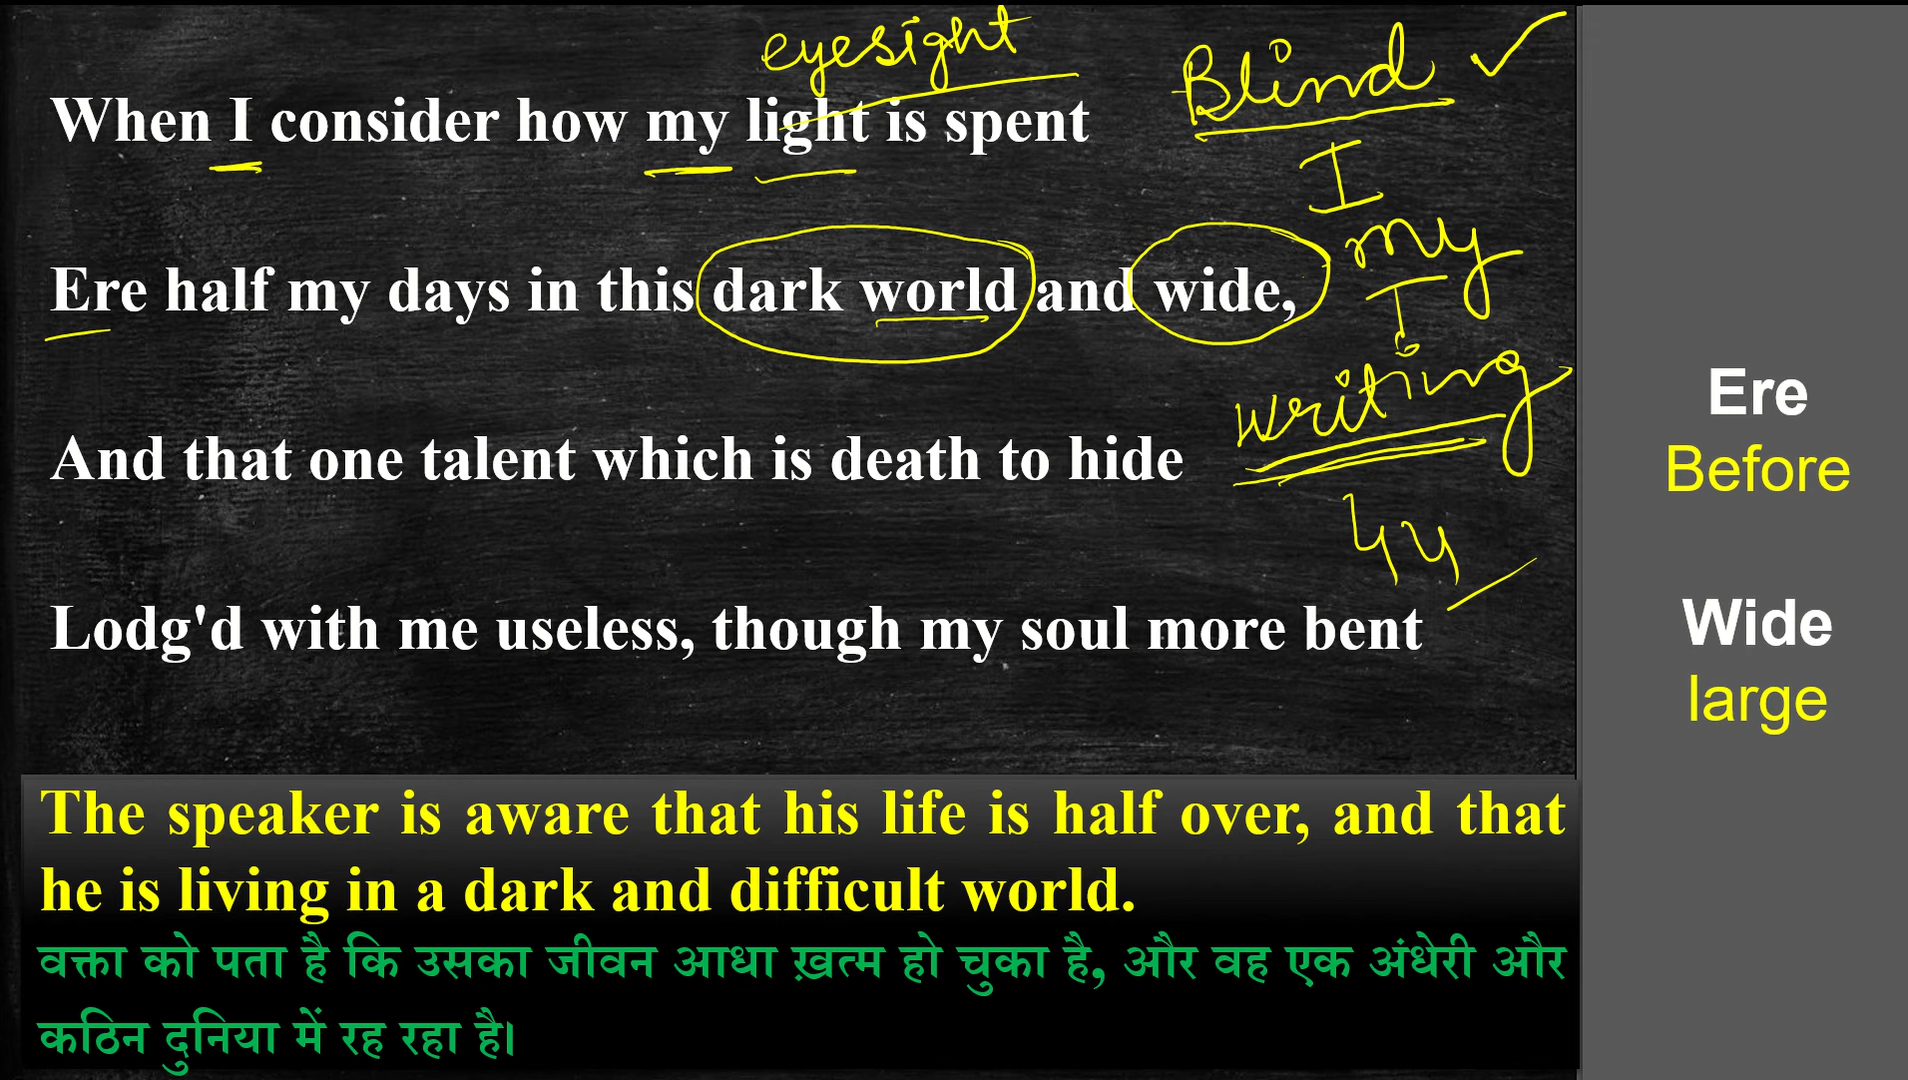 eyesight
Blind
When I consider how my light is spent
I
my
Ere half my days in this dark world and wide,
I
writing
And that one talent which is death to hide
44
Lodg'd with me useless, though my soul more bent
Ere
Before
Wide
large
The speaker is aware that his life is half over, and that
he is living in a dark and difficult world.
वक्ता को पता है कि उसका जीवन आधा ख़त्म हो चुका है, और वह एक अंधेरी और
कठिन दुनिया में रह रहा है।